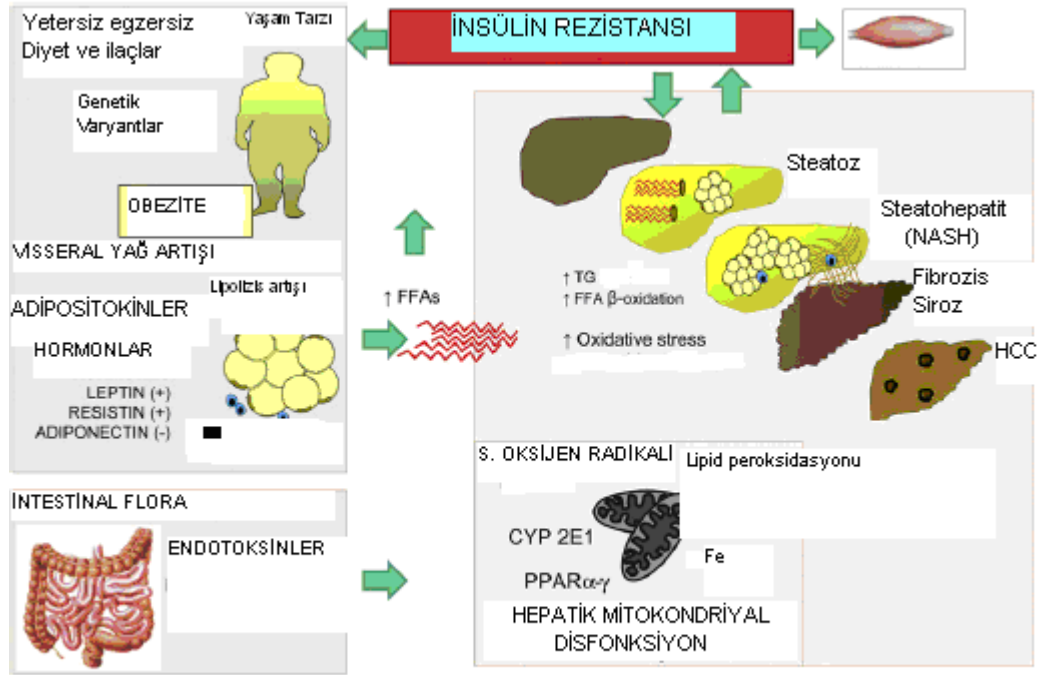 Yetersiz egzersiz
Diyet ve ilaçlar
Yaşam Tarzı
Genetik
Varyantlar
OBEZİTE
VİSSERAL YAĞ ARTIŞI
ADİPOSİTOKİNLER
Lipolizis artışı
HORMONLAR
LEPTIN (+)
RESISTIN (+)
ADIPONECTIN (-)
İNTESTİNAL FLORA
ENDOTOKSİNLER
İNSÜLİN REZİSTANSI
↑ FFAs
Steatoz
Steatohepatit
(NASH)
Fibrozis
Siroz
HCC
↑ TG
↑ FFA β-oxidation
↑ Oxidative stress
S. OKSİJEN RADİKALİ
Lipid peroksidasyonu
CYP 2E1
Fe
PPARα-γ
HEPATİK MİTOKONDRİYAL
DİSFONKSİYON